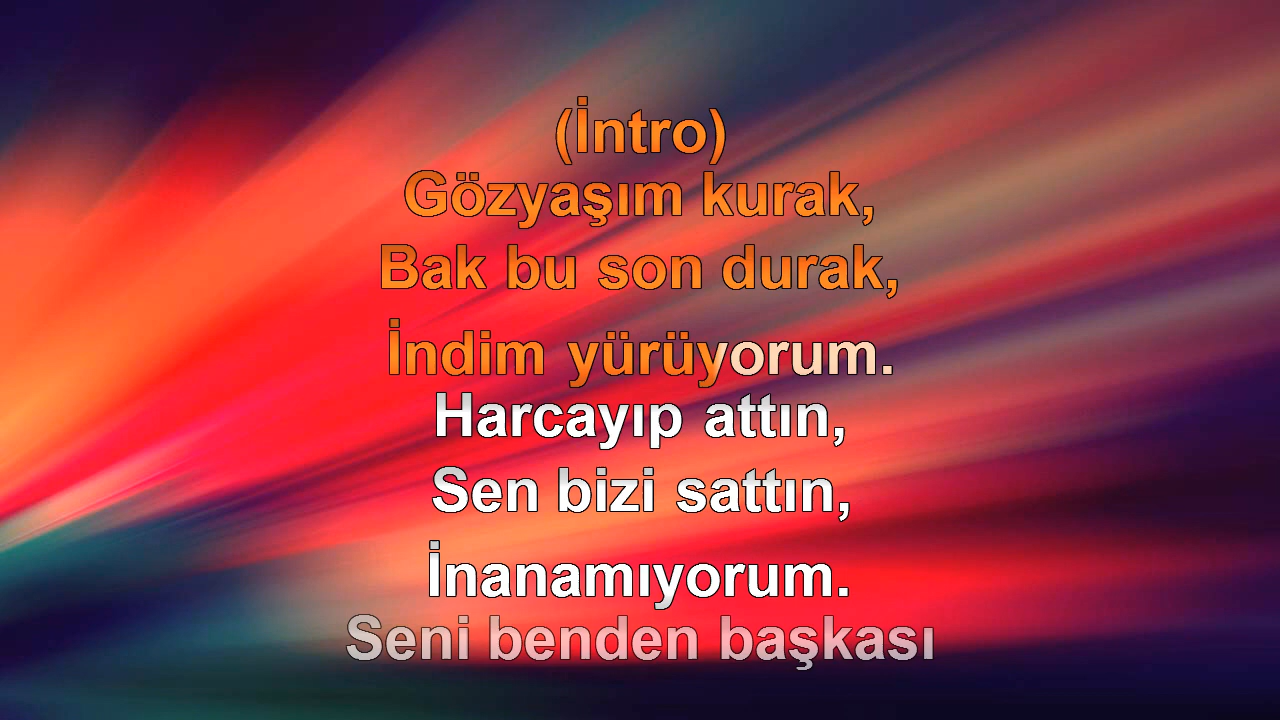 (İntro)
Gözyaşım kurak,
Bak bu son durak,
İndim yürüyorum.
Harcayıp attın,
Sen bizi sattın,
İnanamıyorum.
Seni benden başkası